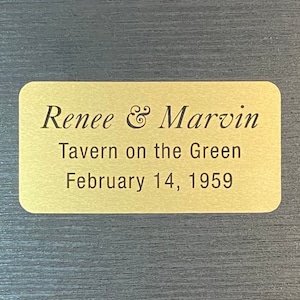 Renee & Marvin
Tavern on the Green
February 14, 1959